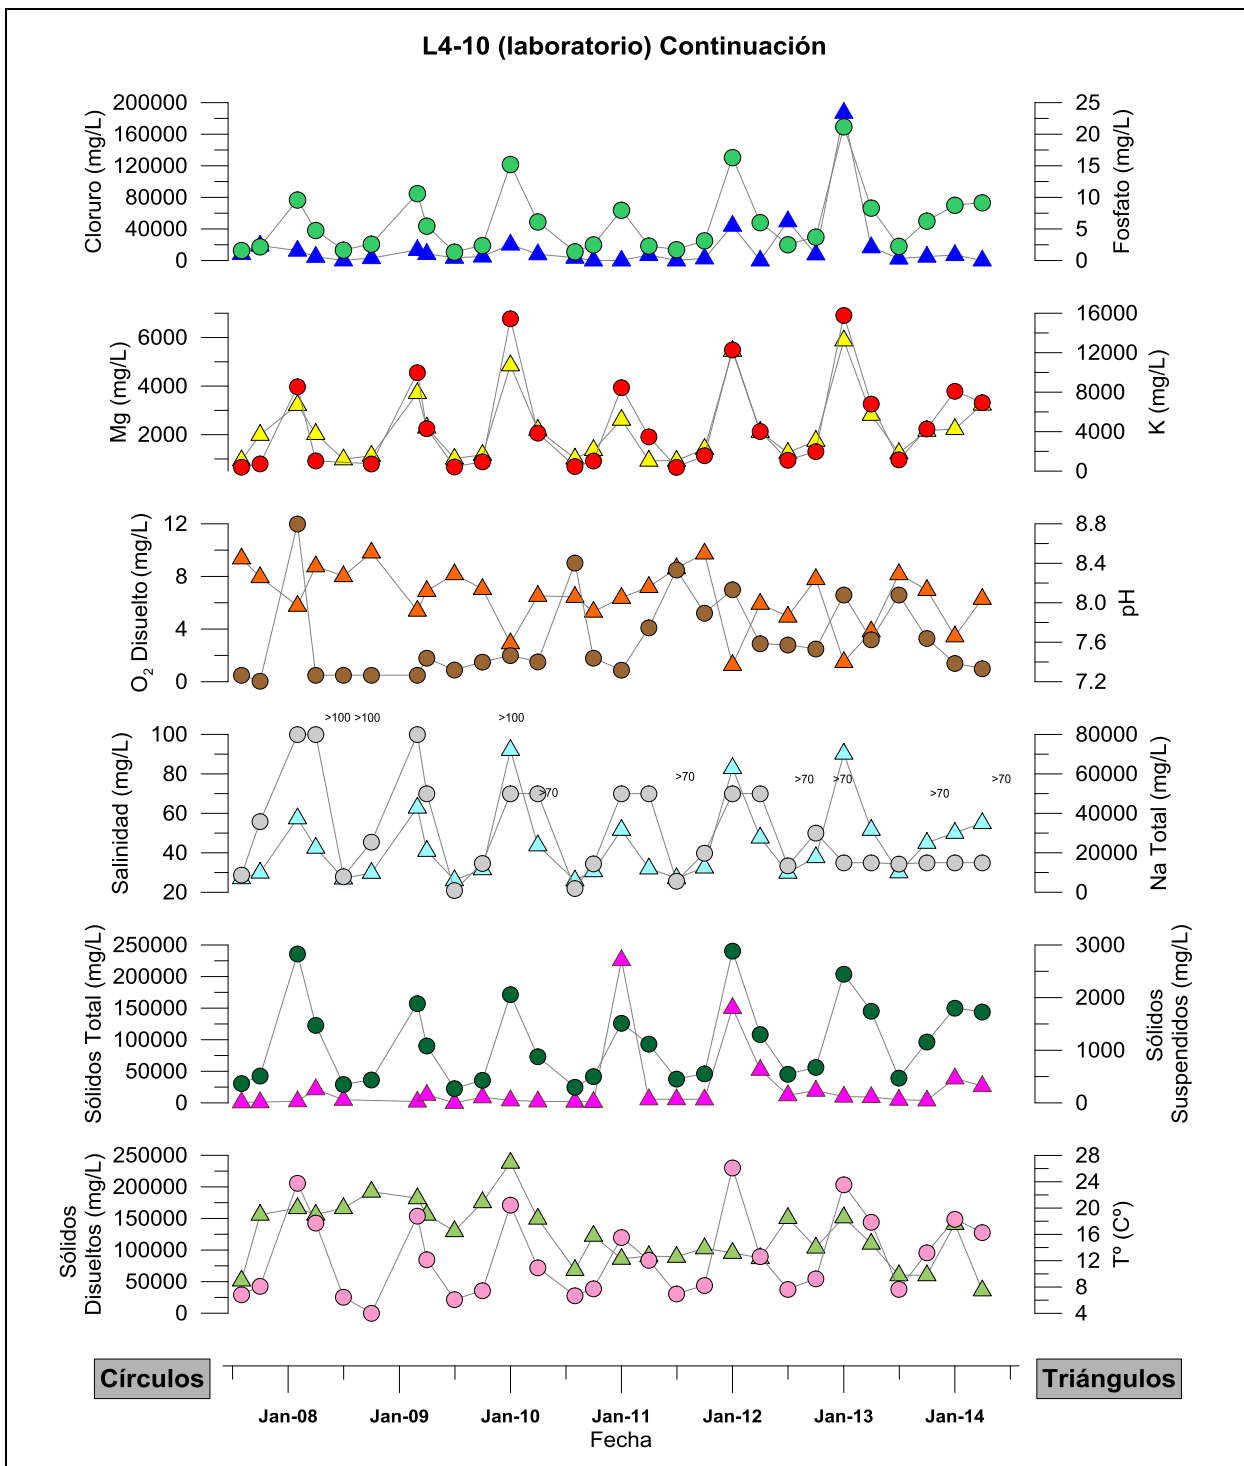 L4-10 (laboratorio) Continuación
Cloruro (mg/L)
200000
160000
120000
80000
40000
0
25
20
15
10
5
0
Fosfato (mg/L)
Mg (mg/L)
6000
4000
2000
16000
12000
8000
4000
0
K (mg/L)
O2 Disuelto (mg/L)
12
8
4
0
8.8
8.4
8.0
7.6
7.2
pH
Salinidad (mg/L)
100
80
60
40
20
>100
>100
>100
>70
>70
>70
>70
>70
>70
80000
60000
40000
20000
0
Na Total (mg/L)
Sólidos Total (mg/L)
250000
200000
150000
100000
50000
0
3000
2000
1000
0
Sólidos
Suspendidos (mg/L)
Sólidos
Disueltos (mg/L)
250000
200000
150000
100000
50000
0
28
24
20
16
12
8
4
Tº (Cº)
Círculos
Triángulos
Jan-08
Jan-09
Jan-10
Jan-11
Jan-12
Jan-13
Jan-14
Fecha